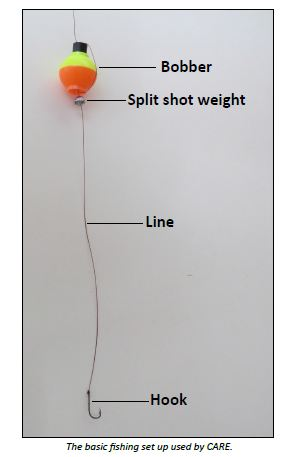 Bobber
Split shot weight
Line
Hook
The basic fishing set up used by CARE.